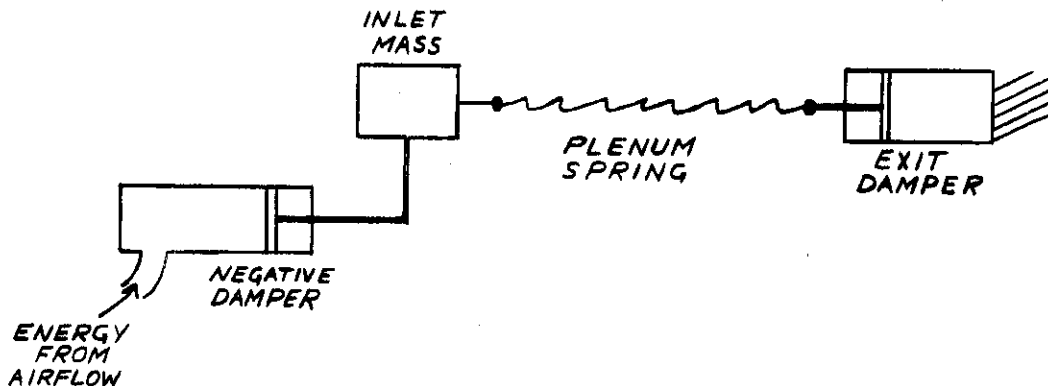 INLET
MASS
PLENUM
SPRING
EXIT
DAMPER
NEGATIVE
DAMPER
ENERGY
FROM
AIRFLOW